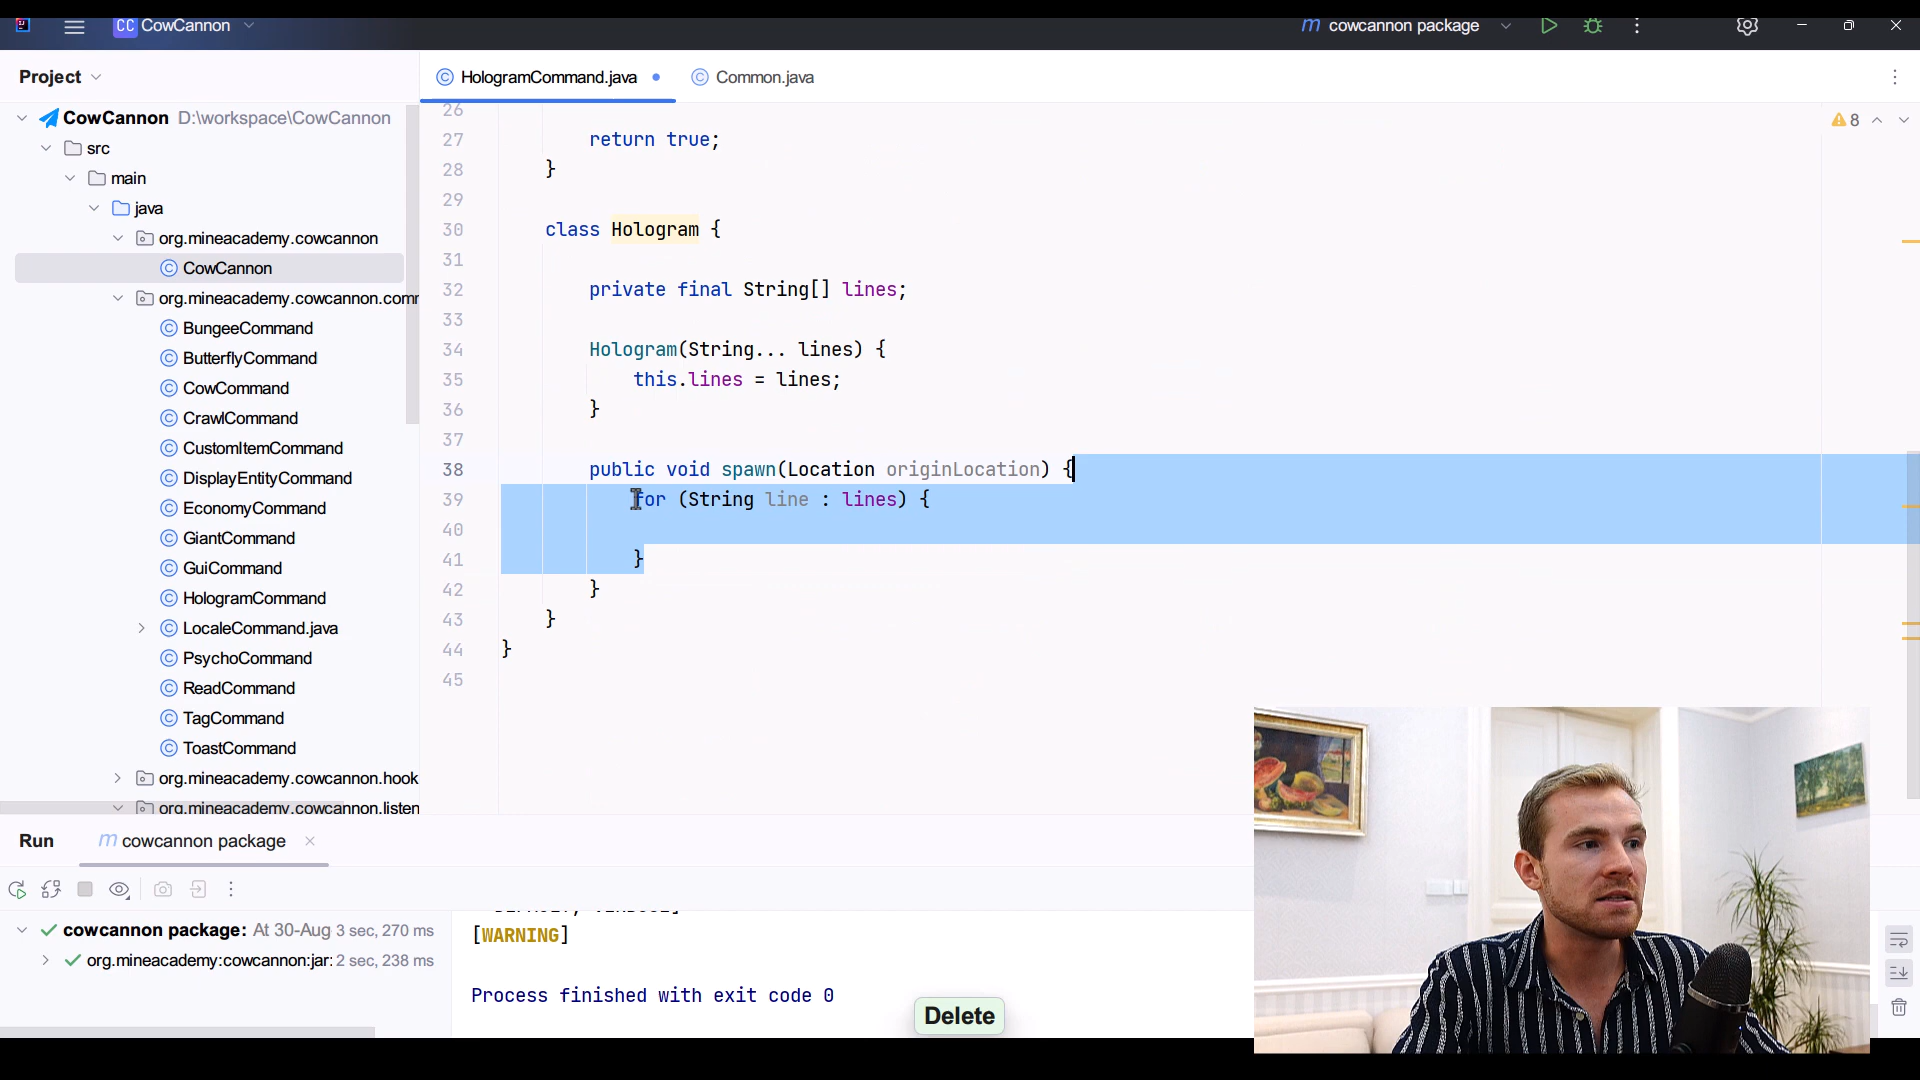 CC CowCannon
m cowcannon package
Project
HologramCommand.java
Common.java
CowCannon D:\workspace\CowCannon
src
main
java
org.mineacademy.cowcannon
CowCannon
org.mineacademy.cowcannon.com
BungeeCommand
ButterflyCommand
CowCommand
CrawlCommand
CustomItemCommand
DisplayEntityCommand
EconomyCommand
GiantCommand
GuiCommand
HologramCommand
LocaleCommand.java
PsychoCommand
ReadCommand
TagCommand
ToastCommand
org.mineacademy.cowcannon.hook
org.mineacademy.cowcannon.listen
8
26
27 return true;
28 }
29
30 class Hologram {
31
32 private final String[] lines;
33
34 Hologram(String... lines) {
35 this.lines = lines;
36 }
37
38 public void spawn(Location originLocation) {
39 for (String line : lines) {
40
41 }
42 }
43 }
44 }
45
Run
m cowcannon package
cowcannon package: At 30-Aug 3 sec, 270 ms
org.mineacademy:cowcannon:jar: 2 sec, 238 ms
[WARNING]
Process finished with exit code 0
Delete